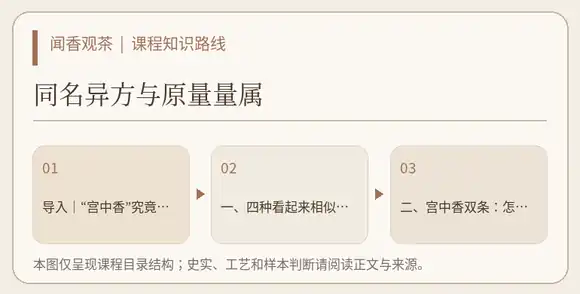 闻香观茶｜课程知识路线
同名异方与原量量属
01
导入｜“宫中香”究竟…
02
一、四种看起来相似…
03
二、宫中香双条：怎…
本图仅呈现课程目录结构；史实、工艺和样本判断请阅读正文与来源。